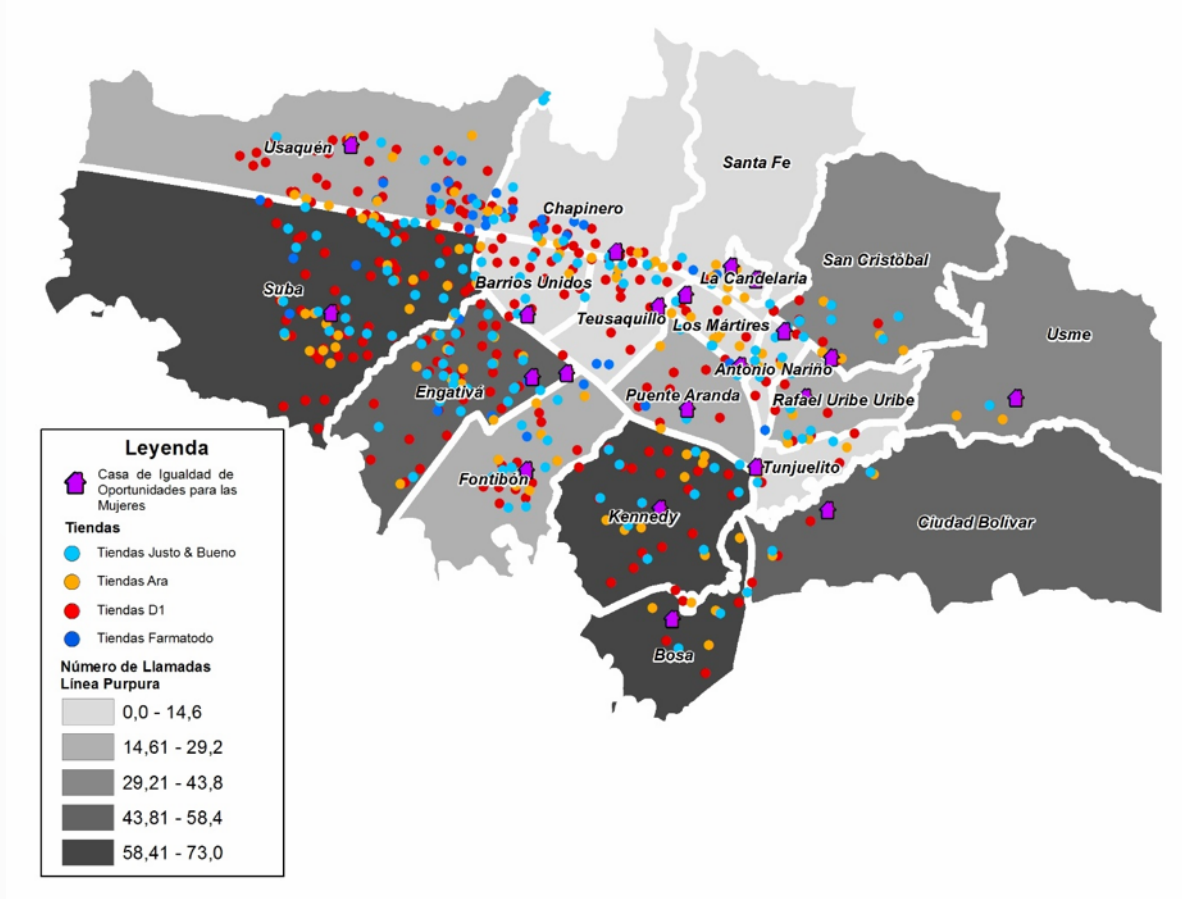 Santa Fe
Usaquén
Chapinero
San Cristóbal
La Candelaria
Barrios Unidos
Suba
Teusaquillo
Los Mártires
Usme
Antonio Nariño
Engativá
Puente Aranda
Rafael Uribe Uribe
Tunjuelito
Fontibón
Kennedy
Ciudad Bolívar
Bosa
Leyenda
Casa de Igualdad de
Oportunidades para las
Mujeres
Tiendas
Tiendas Justo & Bueno
Tiendas Ara
Tiendas D1
Tiendas Farmatodo
Número de Llamadas
Línea Purpura
0,0 - 14,6
14,61 - 29,2
29,21 - 43,8
43,81 - 58,4
58,41 - 73,0